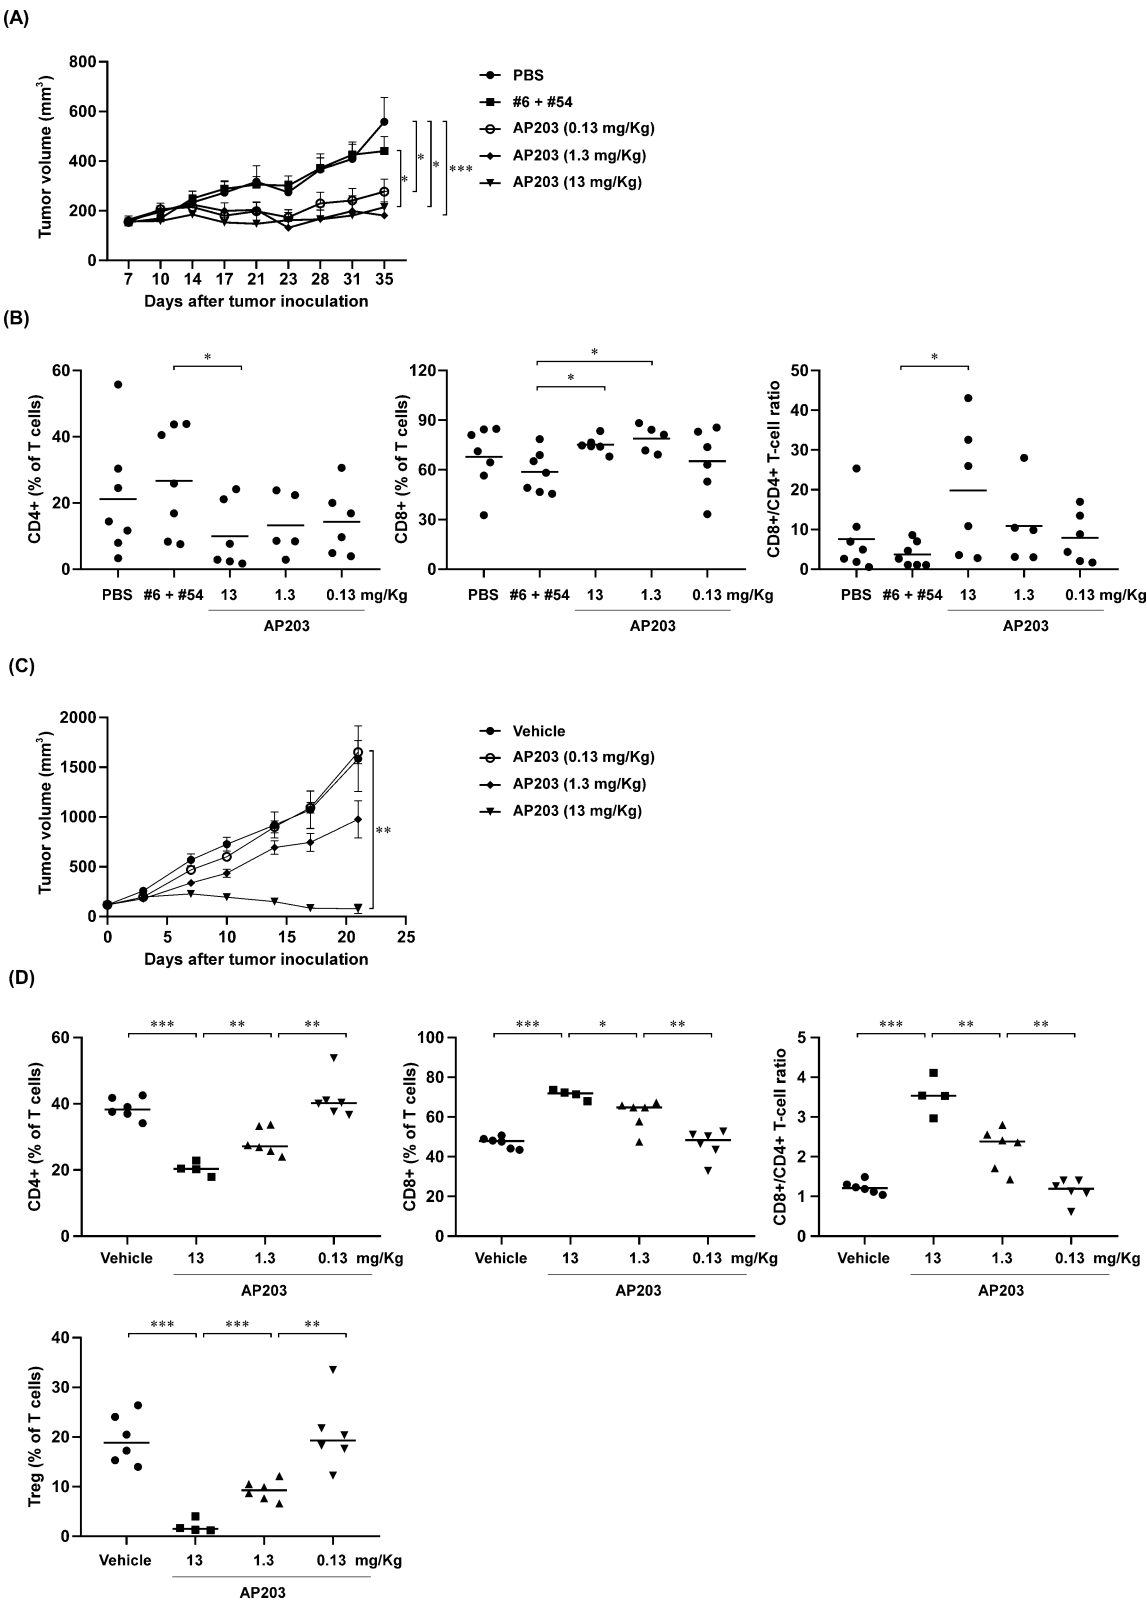 (A)
Tumor volume (mm³)
800
600
400
200
0
7 10 14 17 21 23 28 31 35
Days after tumor inoculation
PBS
#6 + #54
AP203 (0.13 mg/Kg)
AP203 (1.3 mg/Kg)
AP203 (13 mg/Kg)
* * * ***
(B)
CD4+ (% of T cells)
60
40
20
0
*
PBS #6 + #54 13 1.3 0.13 mg/Kg
AP203
CD8+ (% of T cells)
120
90
60
30
0
*
*
PBS #6 + #54 13 1.3 0.13 mg/Kg
AP203
CD8+/CD4+ T-cell ratio
50
40
30
20
10
0
*
PBS #6 + #54 13 1.3 0.13 mg/Kg
AP203
(C)
Tumor volume (mm³)
2000
1500
1000
500
0
0 5 10 15 20 25
Days after tumor inoculation
Vehicle
AP203 (0.13 mg/Kg)
AP203 (1.3 mg/Kg)
AP203 (13 mg/Kg)
**
(D)
CD4+ (% of T cells)
60
40
20
0
*** ** **
Vehicle 13 1.3 0.13 mg/Kg
AP203
CD8+ (% of T cells)
100
80
60
40
20
0
*** * **
Vehicle 13 1.3 0.13 mg/Kg
AP203
CD8+/CD4+ T-cell ratio
5
4
3
2
1
0
*** ** **
Vehicle 13 1.3 0.13 mg/Kg
AP203
Treg (% of T cells)
40
30
20
10
0
*** *** **
Vehicle 13 1.3 0.13 mg/Kg
AP203